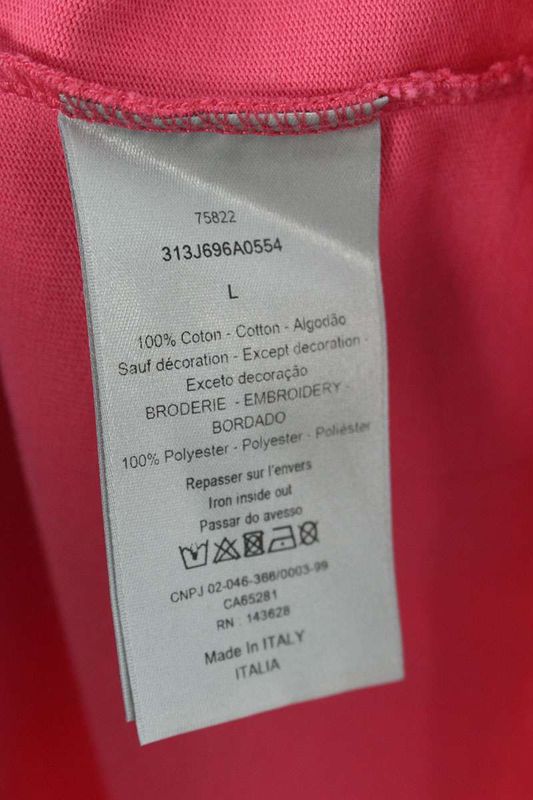 75822
313J696A0554
L
100% Coton - Cotton - Algodão
Sauf décoration - Except decoration -
Exceto decoração
BRODERIE - EMBROIDERY -
BORDADO
100% Polyester - Polyester - Poliéster
Repasser sur l'envers
Iron inside out
Passar do avesso
CNPJ 02-046-366/0003-99
CA65281
RN : 143628
Made In ITALY
ITALIA